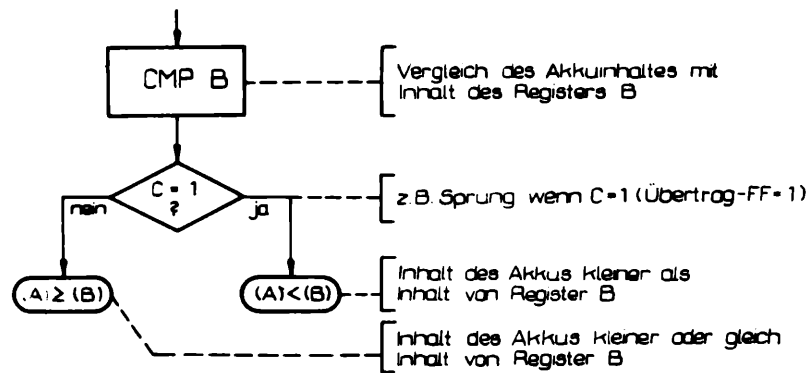 CMP B
Vergleich des Akkuinhaltes mit
Inhalt des Registers B
C = 1
?
nein
ja
z.B. Sprung wenn C=1 (Übertrag-FF=1)
(A) ≥ (B)
(A) < (B)
Inhalt des Akkus kleiner als
Inhalt von Register B
Inhalt des Akkus kleiner oder gleich
Inhalt von Register B